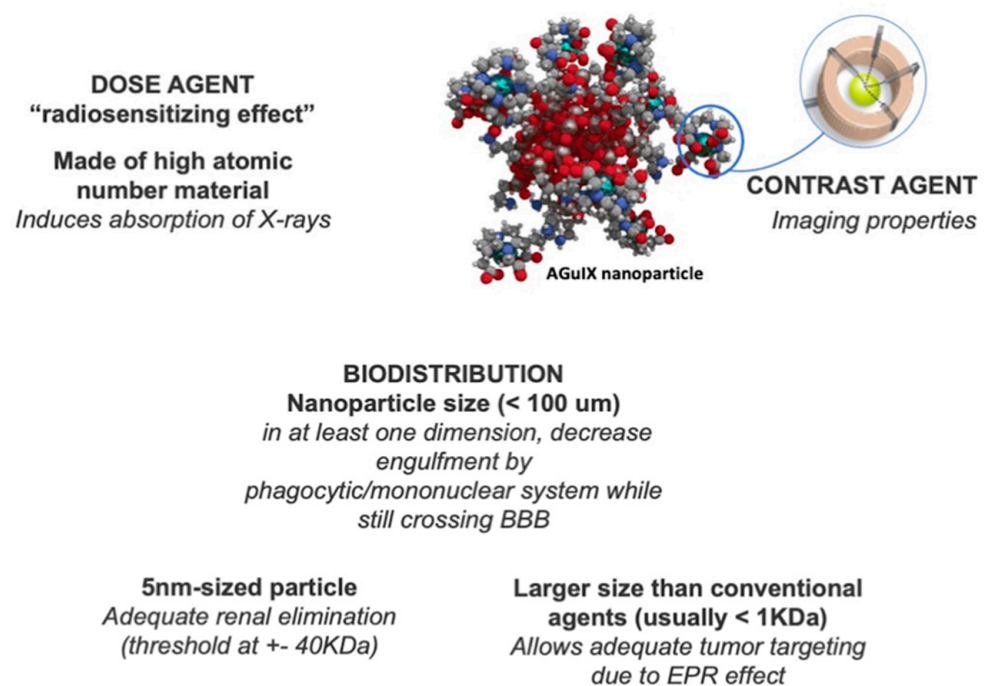 DOSE AGENT
“radiosensitizing effect”
Made of high atomic
number material
Induces absorption of X-rays
CONTRAST AGENT
Imaging properties
AGuIX nanoparticle
BIODISTRIBUTION
Nanoparticle size (< 100 um)
in at least one dimension, decrease
engulfment by
phagocytic/mononuclear system while
still crossing BBB
5nm-sized particle
Adequate renal elimination
(threshold at +- 40KDa)
Larger size than conventional
agents (usually < 1KDa)
Allows adequate tumor targeting
due to EPR effect